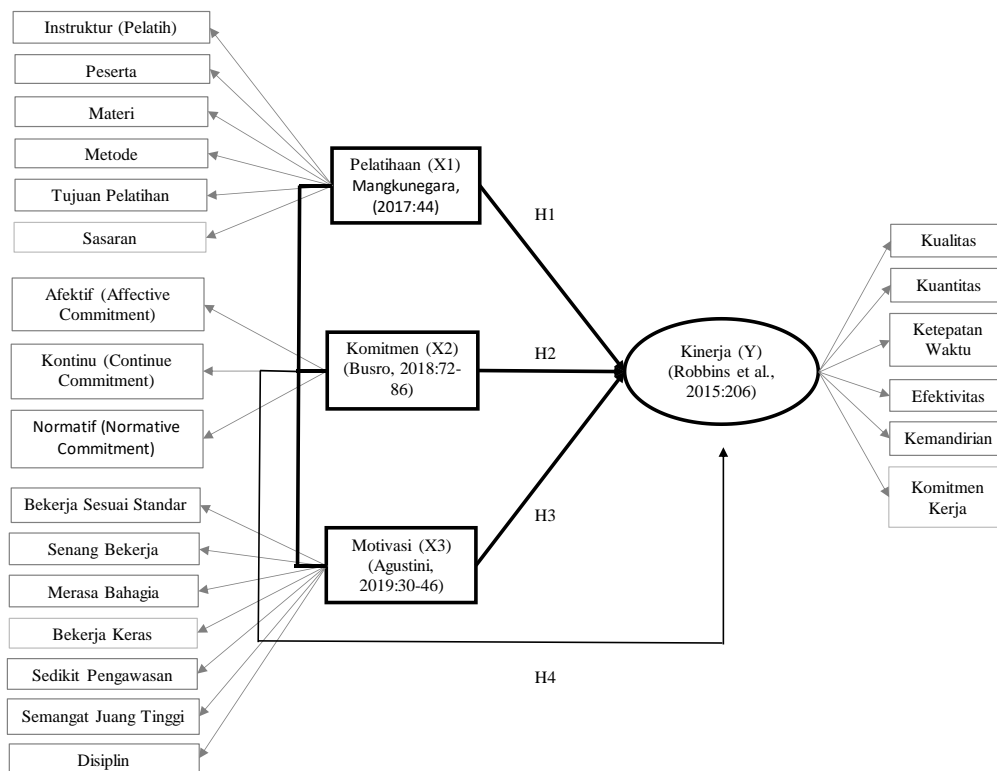 Instruktur (Pelatih)
Peserta
Materi
Metode
Tujuan Pelatihan
Sasaran
Afektif (Affective
Commitment)
Kontinu (Continue
Commitment)
Normatif (Normative
Commitment)
Bekerja Sesuai Standar
Senang Bekerja
Merasa Bahagia
Bekerja Keras
Sedikit Pengawasan
Semangat Juang Tinggi
Disiplin
Pelatihaan (X1)
Mangkunegara,
(2017:44)
Komitmen (X2)
(Busro, 2018:72-
86)
Motivasi (X3)
(Agustini,
2019:30-46)
H1
H2
H3
H4
Kinerja (Y)
(Robbins et al.,
2015:206)
Kualitas
Kuantitas
Ketepatan
Waktu
Efektivitas
Kemandirian
Komitmen
Kerja